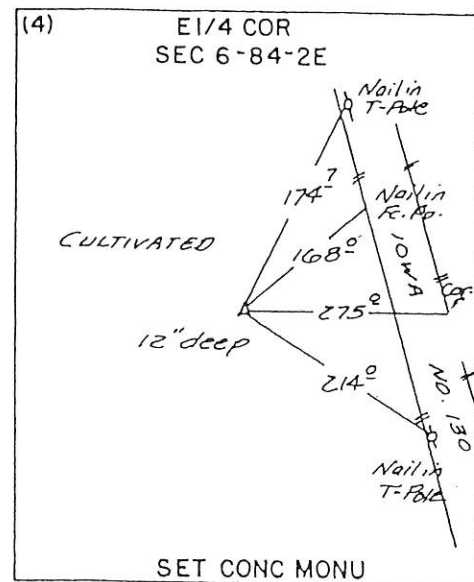 (4)
E1/4 COR
SEC 6-84-2E
Nail in
T-Pole
174 7
Nail in
Fc. Po.
CULTIVATED
168 0
IOWA
275 0
12" deep
214 0
NO. 130
Nail in
T-Pole
SET CONC MONU